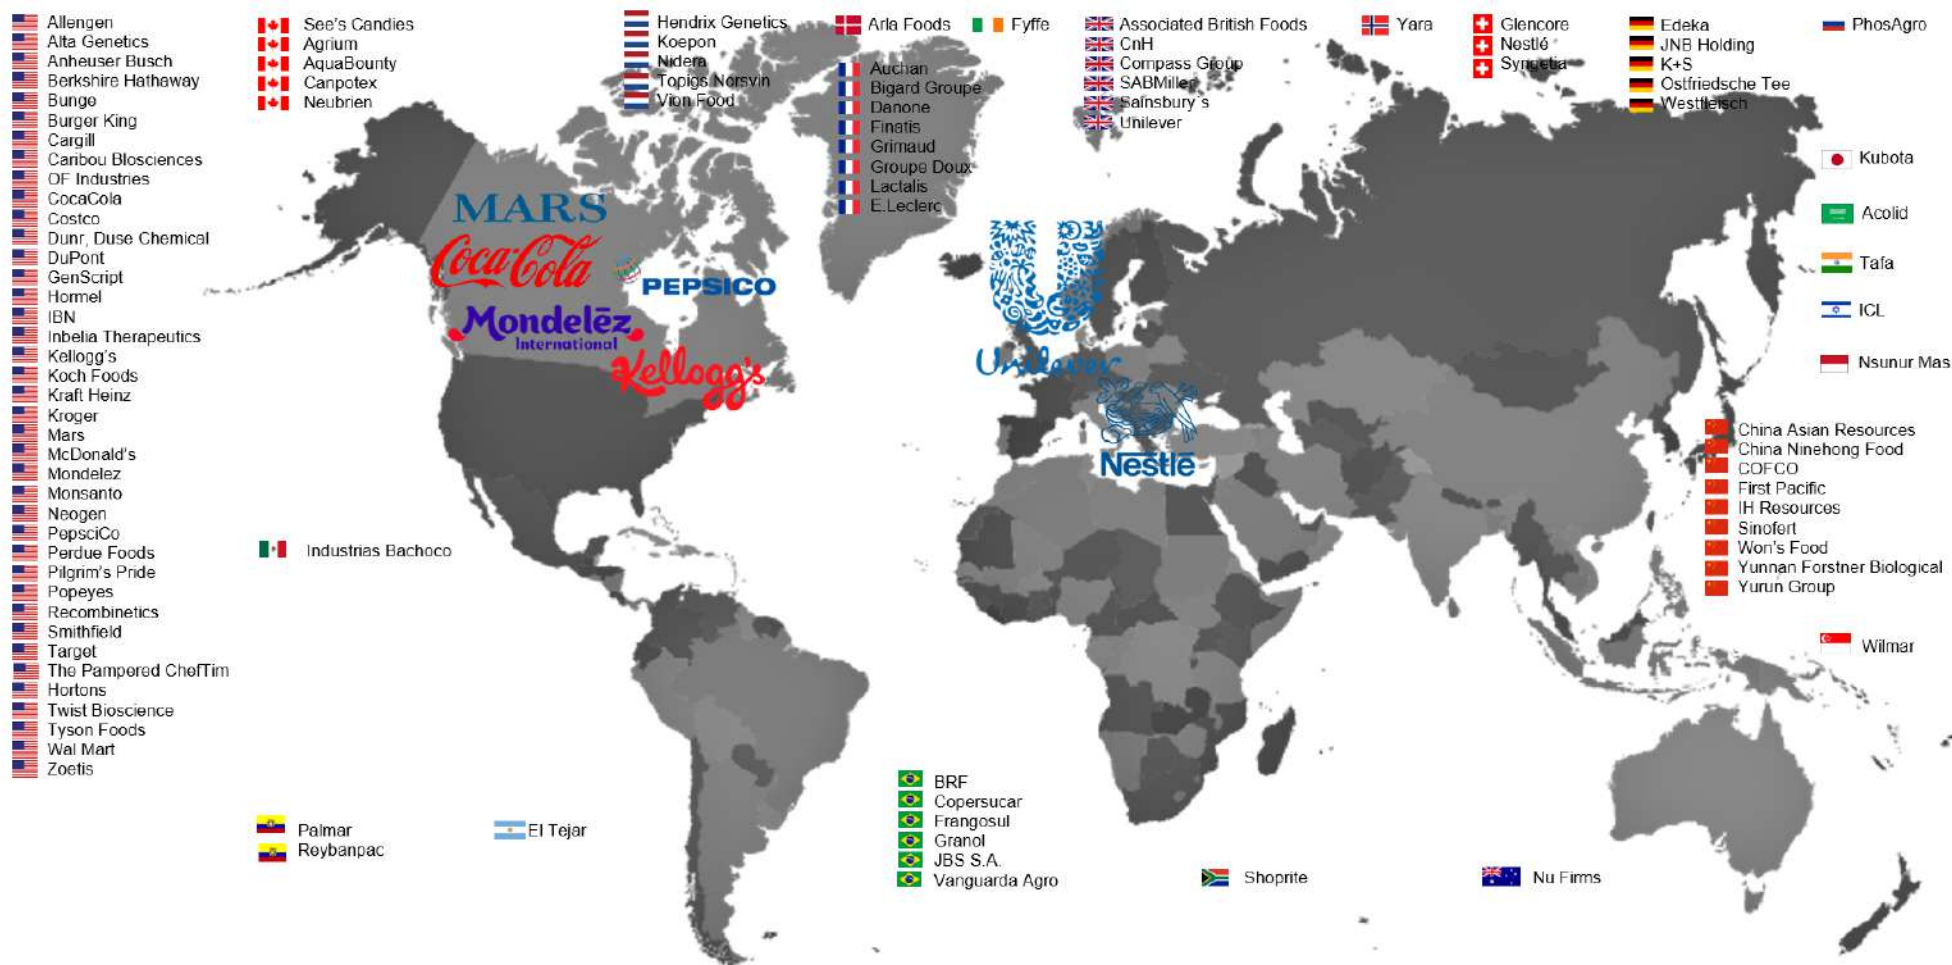 Allengen
Alta Genetics
Anheuser Busch
Berkshire Hathaway
Bunge
Burger King
Cargill
Caribou Blosciences
OF Industries
CocaCola
Costco
Dunr, Duse Chemical
DuPont
GenScript
Hormel
IBN
Inbelia Therapeutics
Kellogg's
Koch Foods
Kraft Heinz
Kroger
Mars
McDonald's
Mondelez
Monsanto
Neogen
PepsciCo
Perdue Foods
Pilgrim's Pride
Popeyes
Recombinetics
Smithfield
Target
The Pampered ChefTim
Hortons
Twist Bioscience
Tyson Foods
Wal Mart
Zoetis
See's Candies
Agrium
AquaBounty
Canpotex
Neubrien
Hendrix Genetics
Koepon
Nidera
Topigs Norsvin
Vion Food
Arla Foods
Fyffe
Auchan
Bigard Groupe
Danone
Finatis
Grimaud
Groupe Doux
Lactalis
E.Leclerc
Associated British Foods
CnH
Compass Group
SABMiller
Sainsbury´s
Unilever
Yara
Glencore
Nestlé
Syngetia
Edeka
JNB Holding
K+S
Ostfriedsche Tee
Westfleisch
PhosAgro
Kubota
Acolid
Tafa
ICL
Nsunur Mas
MARS
Coca-Cola
PEPSICO
Mondelēz
International
Kellogg's
Unilever
Nestlé
China Asian Resources
China Ninehong Food
COFCO
First Pacific
IH Resources
Sinofert
Won's Food
Yunnan Forstner Biological
Yurun Group
Wilmar
Industrias Bachoco
Palmar
Reybanpac
El Tejar
BRF
Copersucar
Frangosul
Granol
JBS S.A.
Vanguarda Agro
Shoprite
Nu Firms